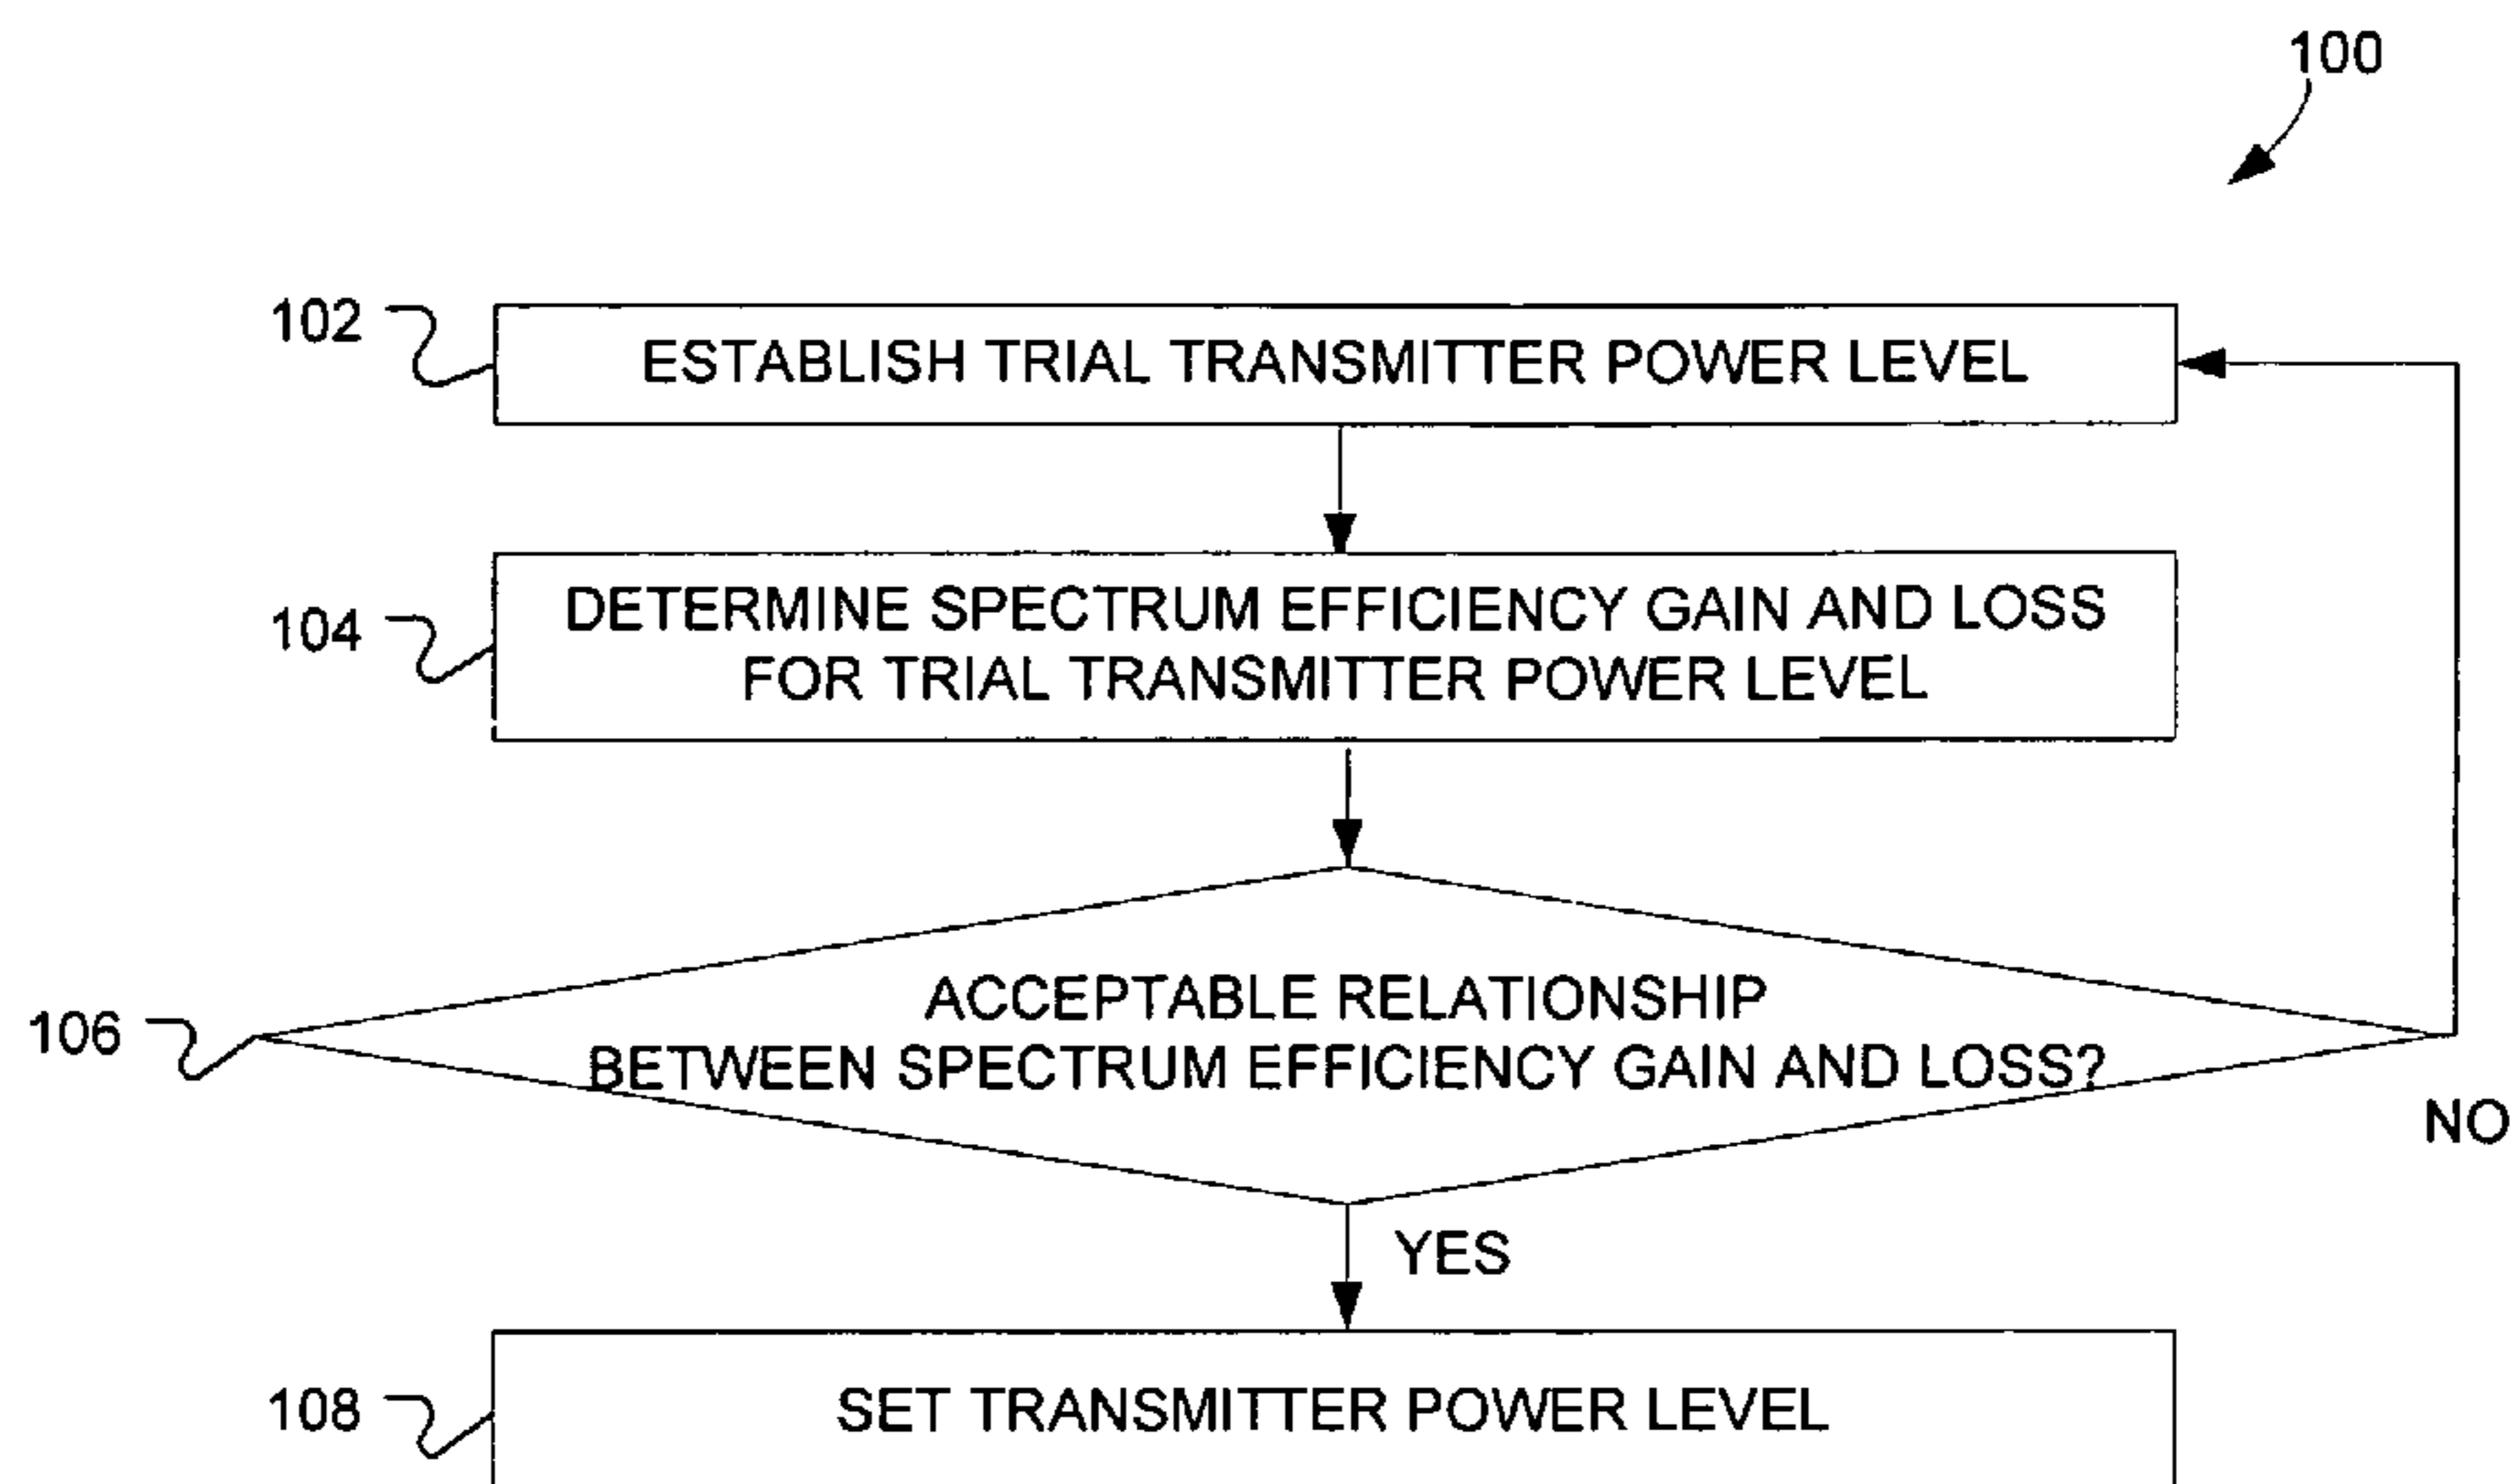 100
102
ESTABLISH TRIAL TRANSMITTER POWER LEVEL
104
DETERMINE SPECTRUM EFFICIENCY GAIN AND LOSS
FOR TRIAL TRANSMITTER POWER LEVEL
106
ACCEPTABLE RELATIONSHIP
BETWEEN SPECTRUM EFFICIENCY GAIN AND LOSS?
NO
YES
108
SET TRANSMITTER POWER LEVEL